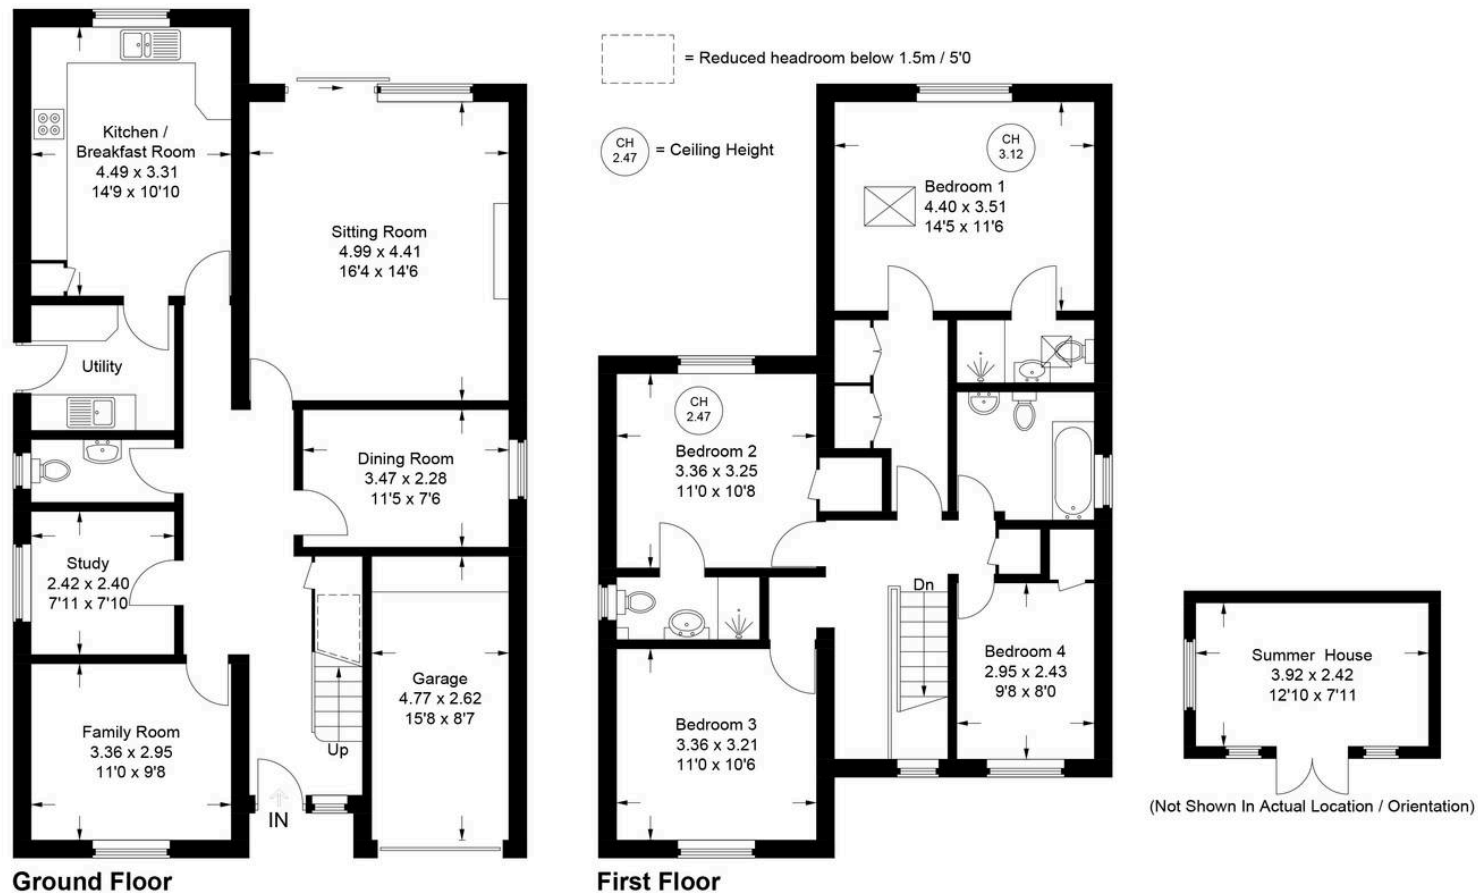 = Reduced headroom below 1.5m / 5'0
CH
2.47
= Ceiling Height
Kitchen /
Breakfast Room
4.49 x 3.31
14'9 x 10'10
Sitting Room
4.99 x 4.41
16'4 x 14'6
Utility
Dining Room
3.47 x 2.28
11'5 x 7'6
Study
2.42 x 2.40
7'11 x 7'10
Garage
4.77 x 2.62
15'8 x 8'7
Family Room
3.36 x 2.95
11'0 x 9'8
Up
IN
Ground Floor
CH
3.12
Bedroom 1
4.40 x 3.51
14'5 x 11'6
CH
2.47
Bedroom 2
3.36 x 3.25
11'0 x 10'8
Dn
Bedroom 4
2.95 x 2.43
9'8 x 8'0
Bedroom 3
3.36 x 3.21
11'0 x 10'6
First Floor
Summer House
3.92 x 2.42
12'10 x 7'11
(Not Shown In Actual Location / Orientation)